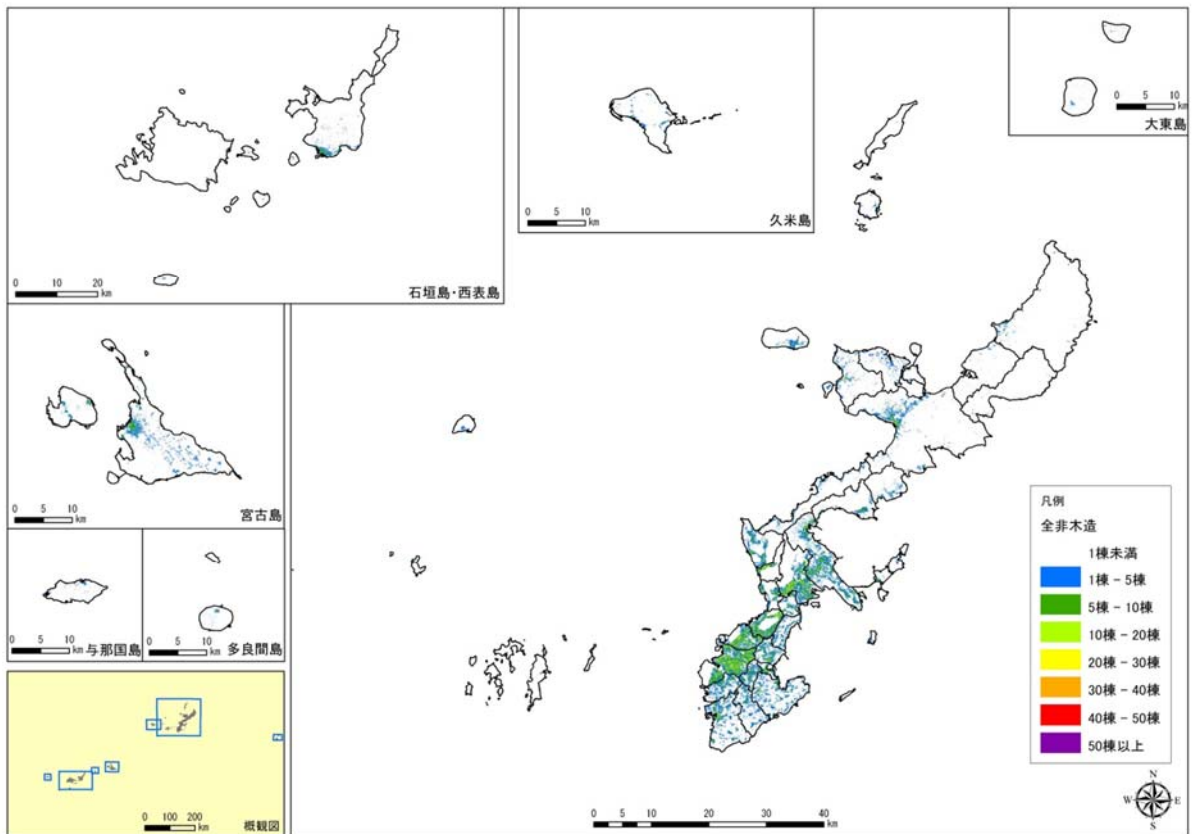 0 10 20
km
石垣島・西表島
0 5 10
km
久米島
0 5 10
km
大東島
0 5 10
km
宮古島
0 5 10
km
与那国島
0 5 10
km
多良間島
0 100 200
km
概観図
凡例
全非木造
1棟未満
1棟 − 5棟
5棟 − 10棟
10棟 − 20棟
20棟 − 30棟
30棟 − 40棟
40棟 − 50棟
50棟以上
0 5 10 20 30 40
km
N
W E
S